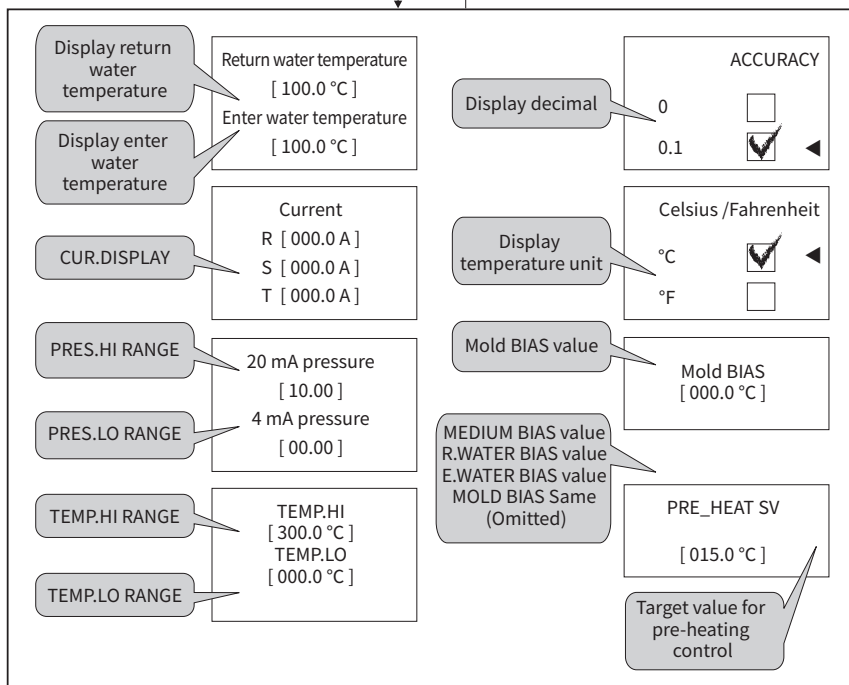 Display return
water
temperature
Return water temperature
[ 100.0 °C ]
Enter water temperature
[ 100.0 °C ]
Display enter
water
temperature
CUR.DISPLAY
Current
R [ 000.0 A ]
S [ 000.0 A ]
T [ 000.0 A ]
PRES.HI RANGE
20 mA pressure
[ 10.00 ]
4 mA pressure
[ 00.00 ]
PRES.LO RANGE
TEMP.HI RANGE
TEMP.HI
[ 300.0 °C ]
TEMP.LO
[ 000.0 °C ]
TEMP.LO RANGE
Display decimal
ACCURACY
0
0.1
Display
temperature unit
Celsius /Fahrenheit
°C
°F
Mold BIAS value
Mold BIAS
[ 000.0 °C ]
MEDIUM BIAS value
R.WATER BIAS value
E.WATER BIAS value
MOLD BIAS Same
(Omitted)
PRE_HEAT SV
[ 015.0 °C ]
Target value for
pre-heating
control